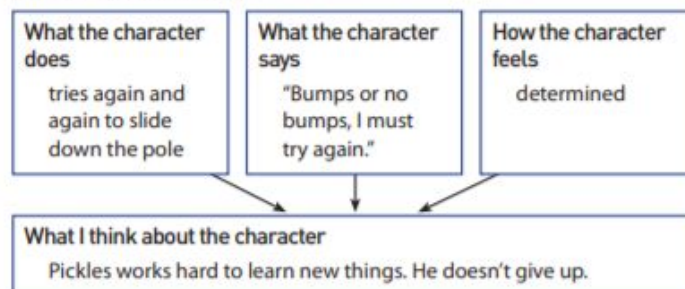 What the character
does
tries again and
again to slide
down the pole
What the character
says
“Bumps or no
bumps, I must
try again.”
How the character
feels
determined
What I think about the character
Pickles works hard to learn new things. He doesn’t give up.